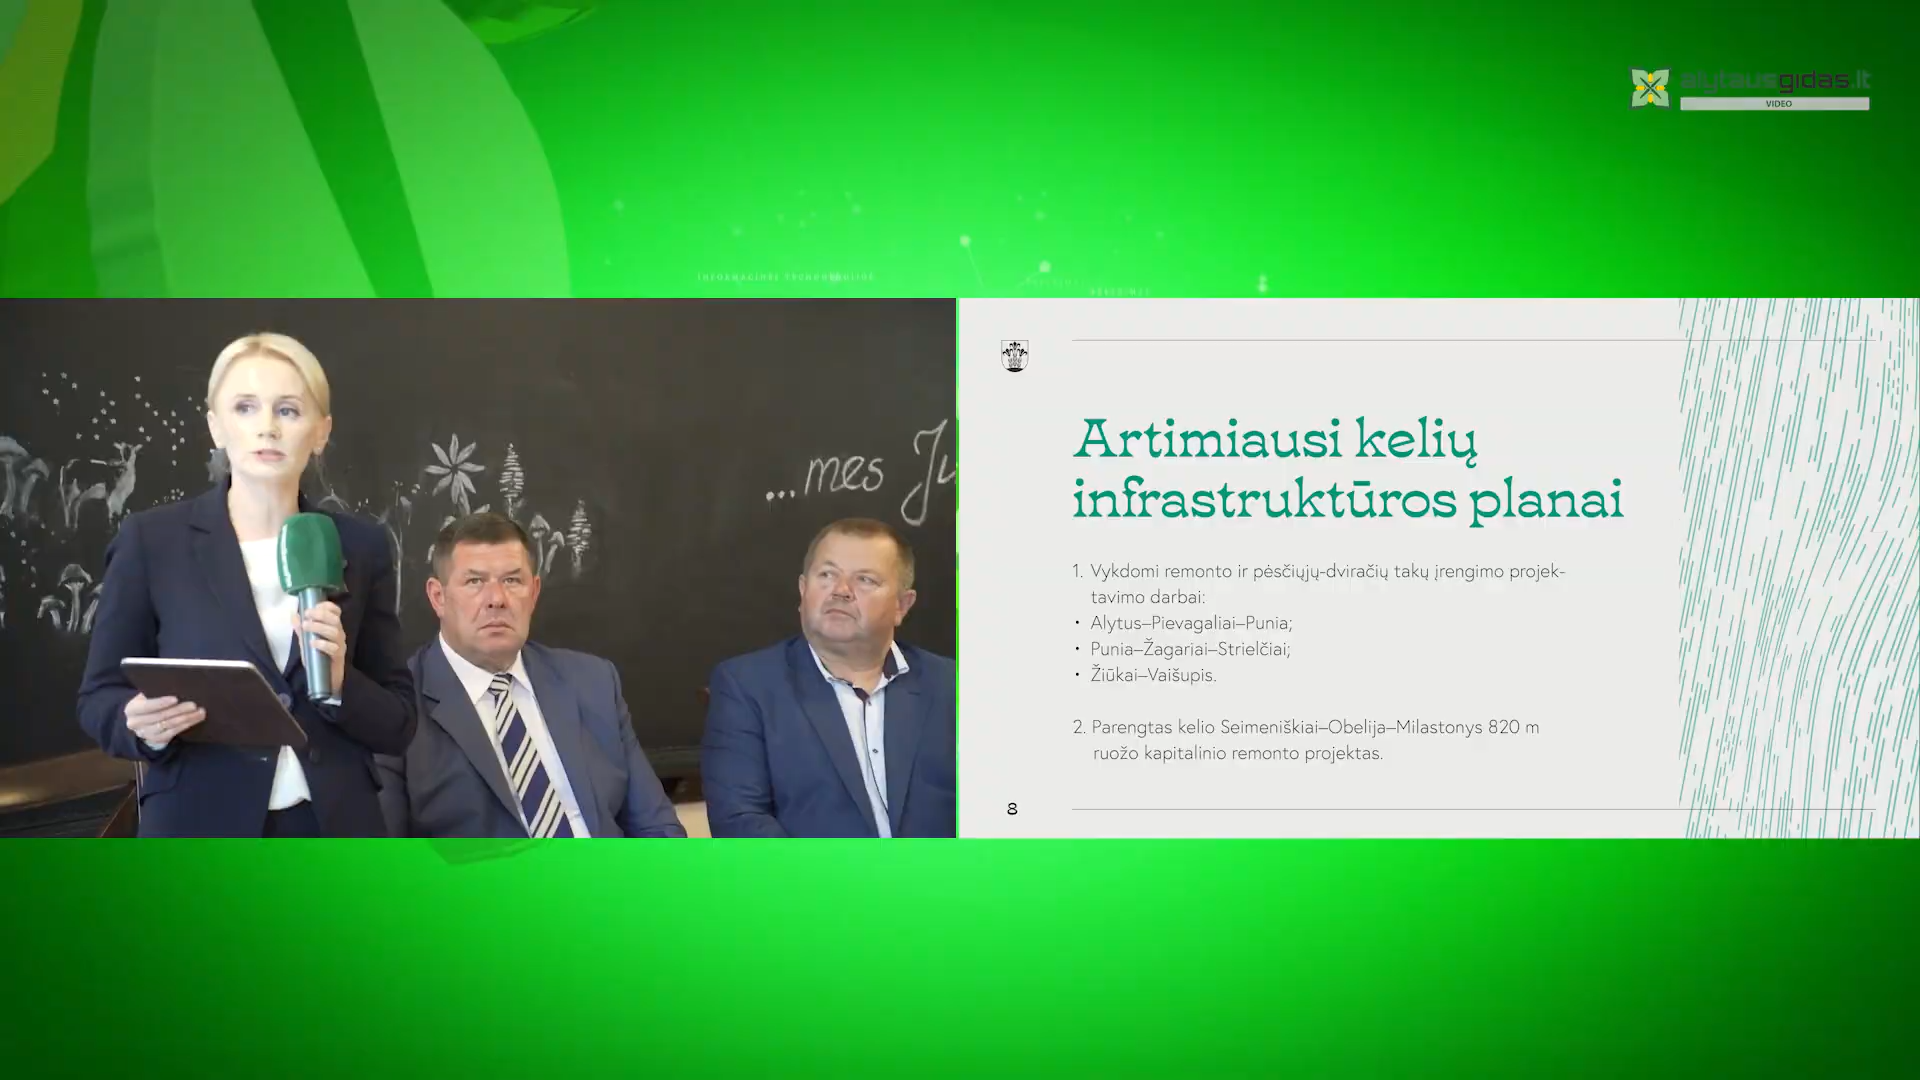 alytausgidas.lt
VIDEO
...mes Ju
Artimiausi kelių
infrastruktūros planai
1. Vykdomi remonto ir pėsčiųjų-dviračių takų įrengimo projek-
tavimo darbai:
• Alytus–Pievagaliai–Punia;
• Punia–Žagariai–Strielčiai;
• Žiūkai–Vaišupis.
2. Parengtas kelio Seimeniškiai–Obelija–Milastonys 820 m
ruožo kapitalinio remonto projektas.
8